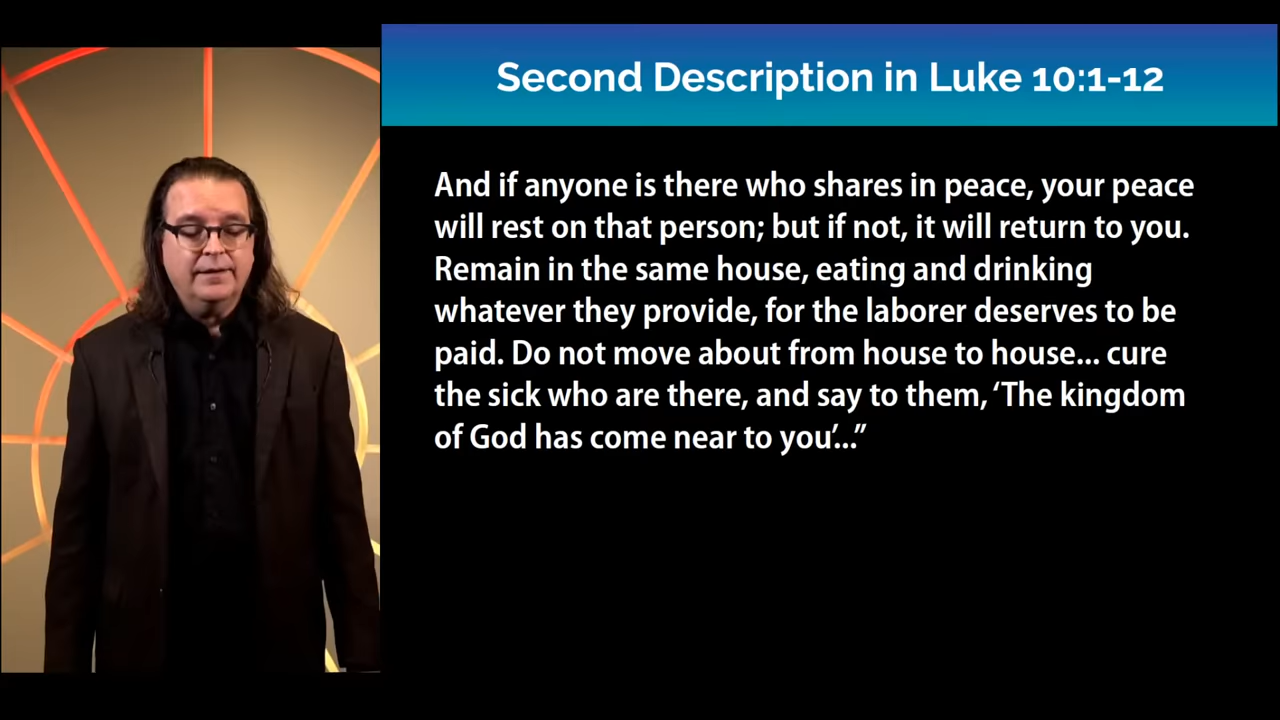 Second Description in Luke 10:1-12
And if anyone is there who shares in peace, your peace
will rest on that person; but if not, it will return to you.
Remain in the same house, eating and drinking
whatever they provide, for the laborer deserves to be
paid. Do not move about from house to house... cure
the sick who are there, and say to them, ‘The kingdom
of God has come near to you’...”